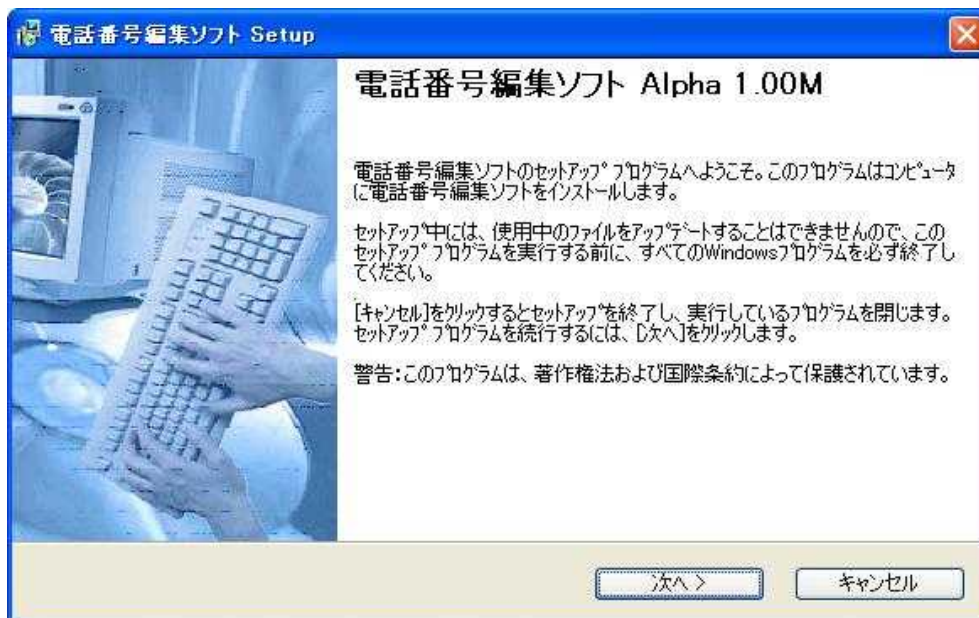 電話番号編集ソフト Setup
電話番号編集ソフト Alpha 1.00M
電話番号編集ソフトのセットアップ プログラムへようこそ。このプログラムはコンピュータ
に電話番号編集ソフトをインストールします。
セットアップ中には、使用中のファイルをアップデートすることはできませんので、この
セットアップ プログラムを実行する前に、すべてのWindowsプログラムを必ず終了し
てください。
[キャンセル]をクリックするとセットアップを終了し、実行しているプログラムを閉じます。
セットアップ プログラムを続行するには、[次へ]をクリックします。
警告:このプログラムは、著作権法および国際条約によって保護されています。
次へ >
キャンセル